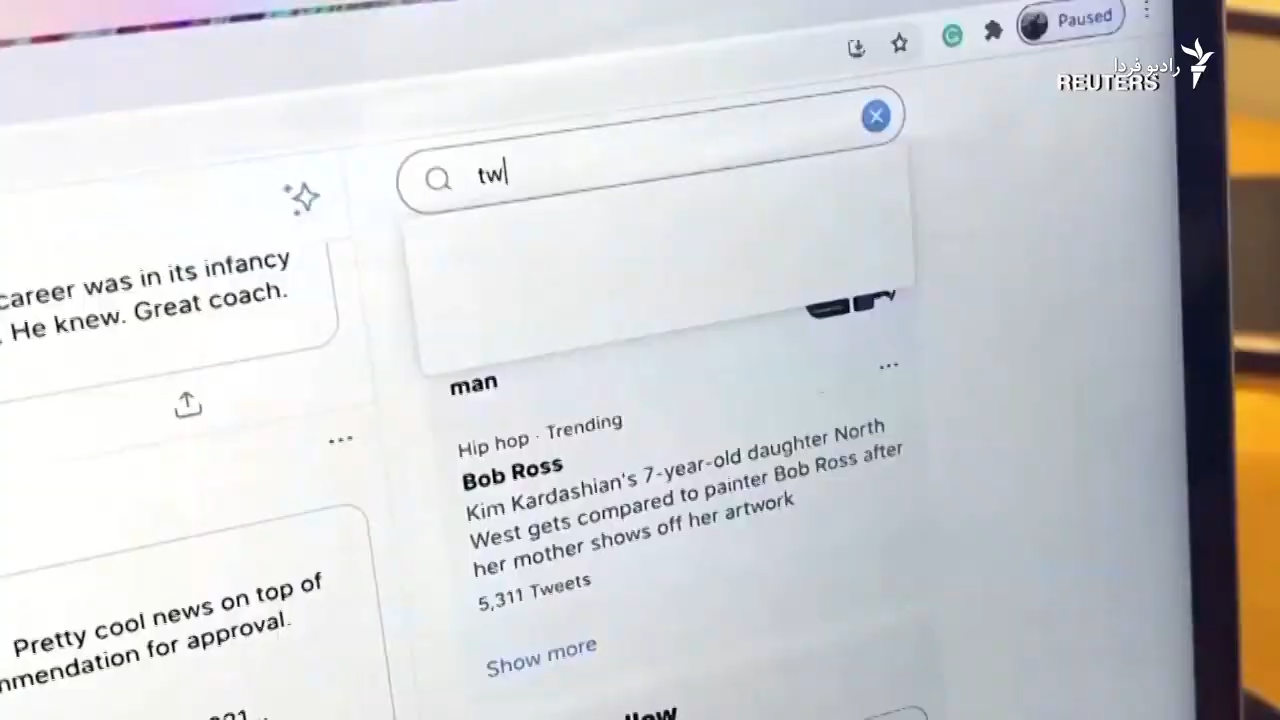 Paused
رادیو فردا
REUTERS
tw
career was in its infancy
. He knew. Great coach.
man
Hip hop · Trending
Bob Ross
Kim Kardashian's 7-year-old daughter North
West gets compared to painter Bob Ross after
her mother shows off her artwork
5,311 Tweets
Show more
Pretty cool news on top of
mmendation for approval.